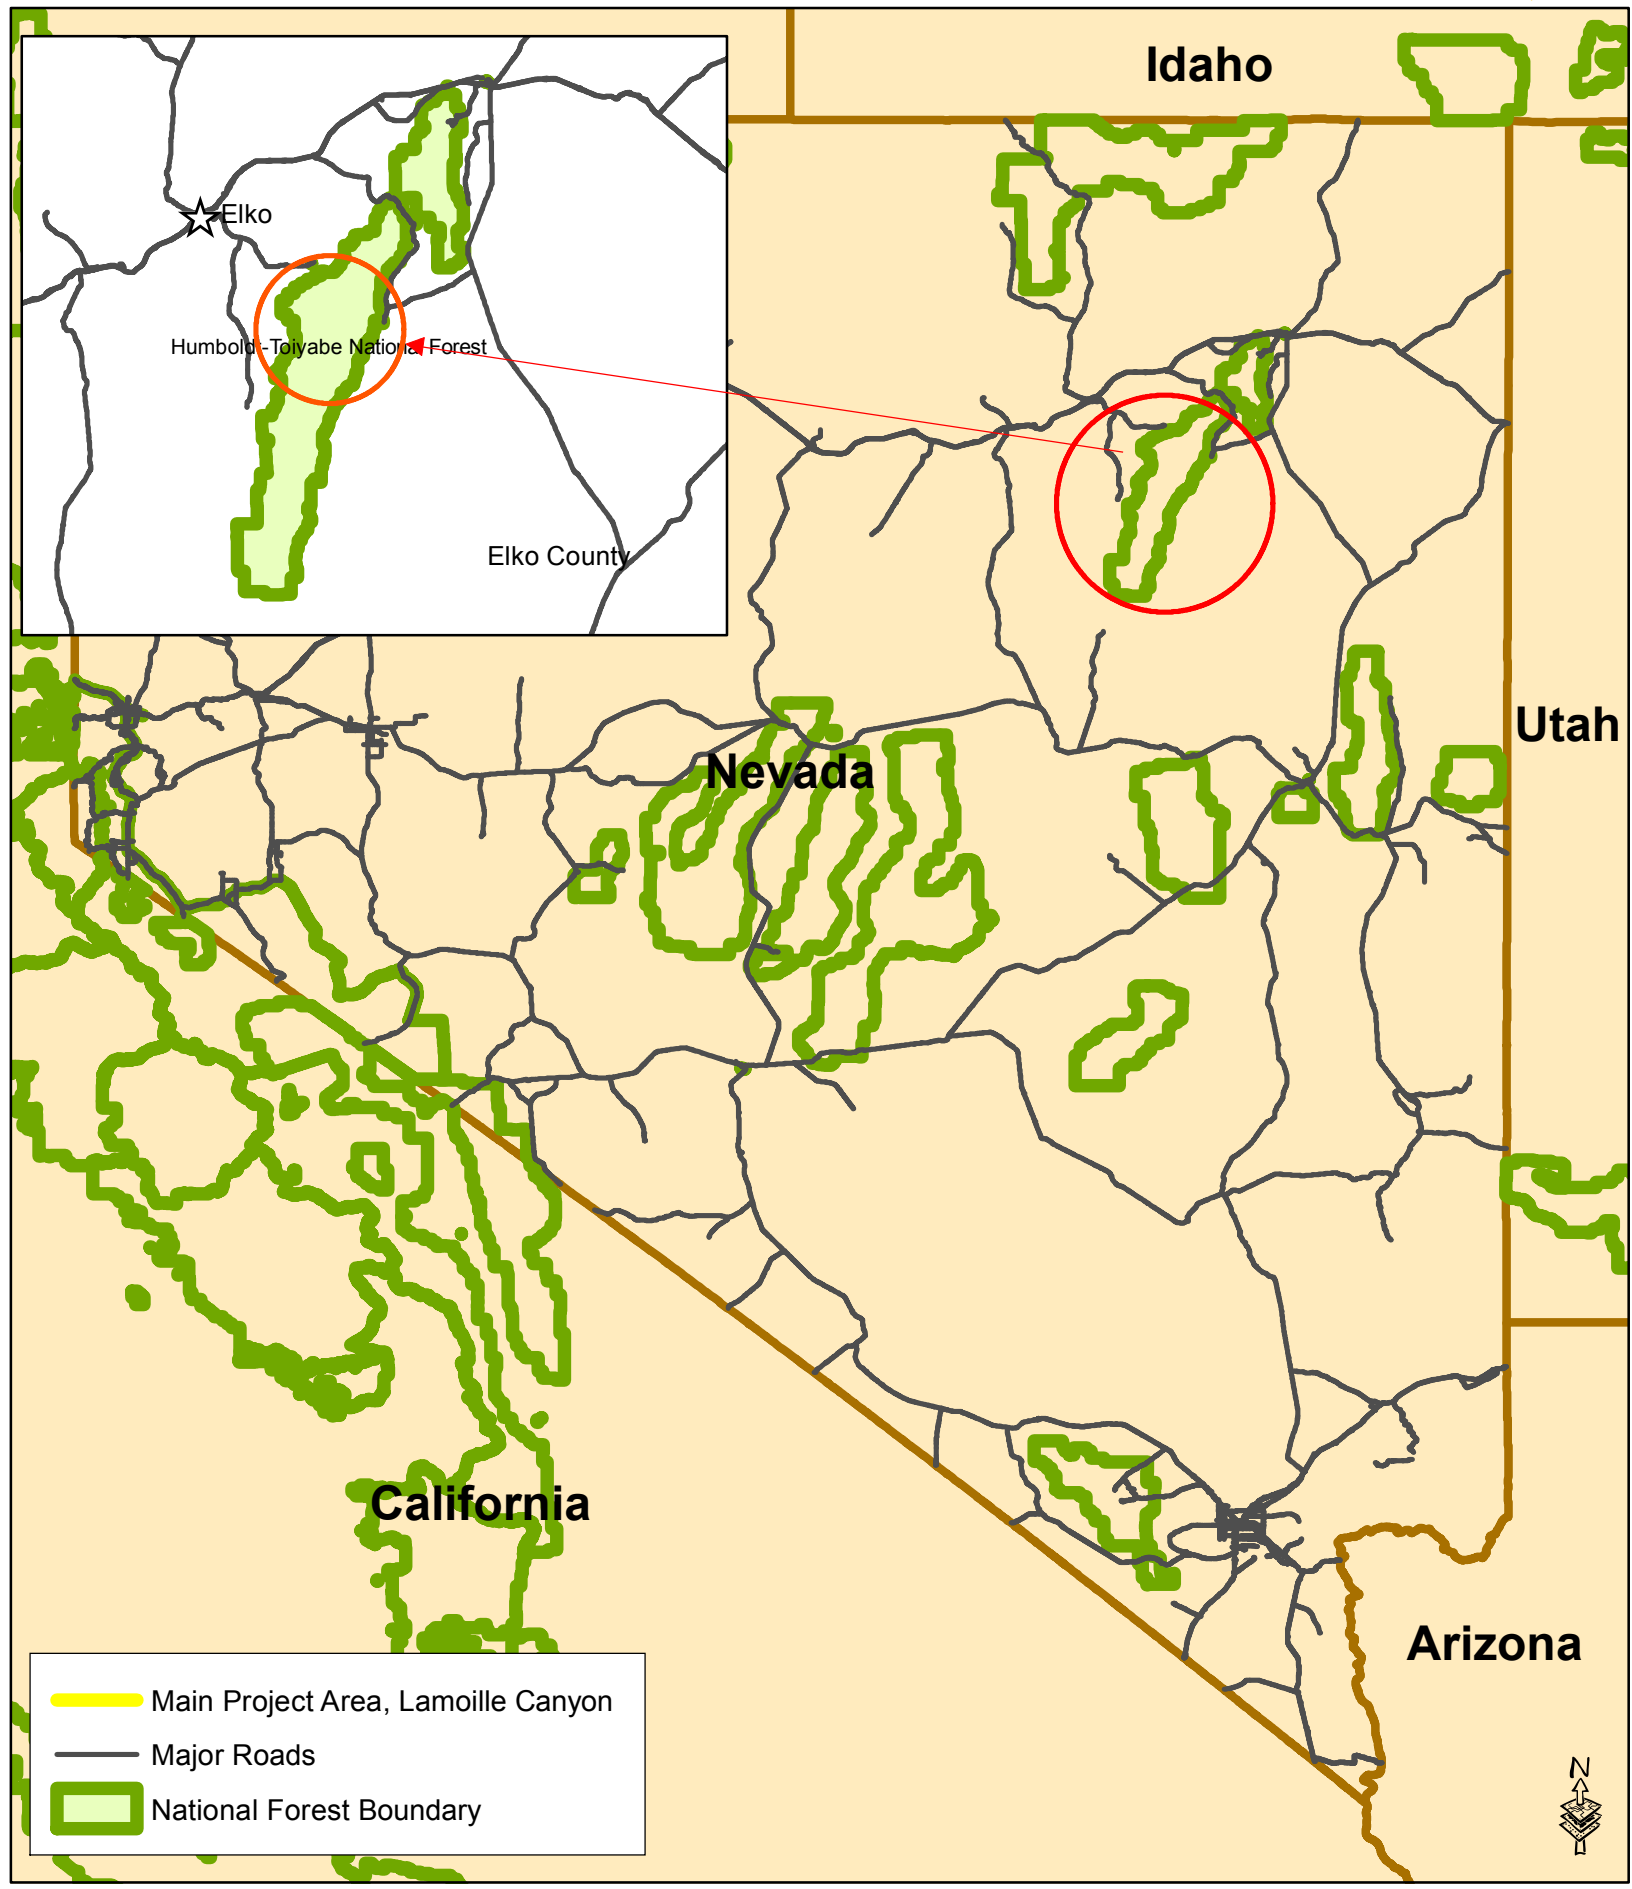 Idaho
Elko
Humboldt-Toiyabe National Forest
Elko County
Utah
Nevada
California
Arizona
Main Project Area, Lamoille Canyon
Major Roads
National Forest Boundary
N